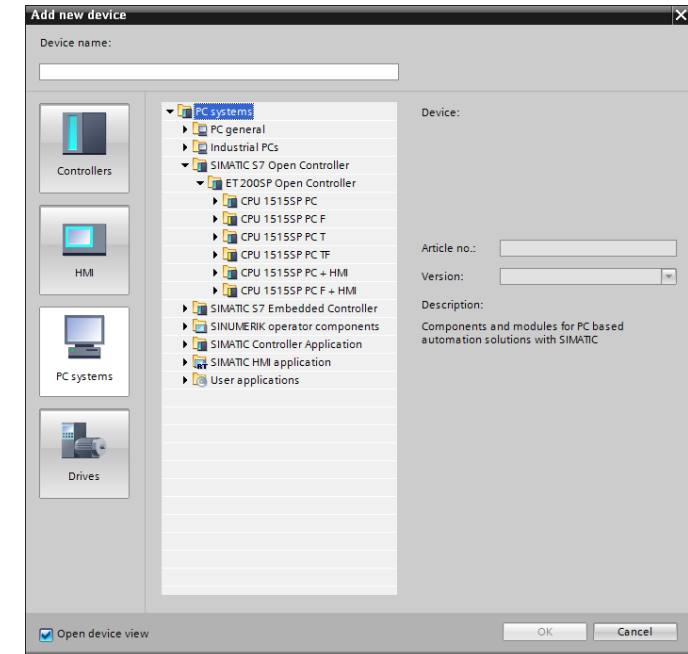 Add new device
Device name:
Controllers
HMI
PC systems
Drives
PC systems
PC general
Industrial PCs
SIMATIC S7 Open Controller
ET 200SP Open Controller
CPU 1515SP PC
CPU 1515SP PC F
CPU 1515SP PC T
CPU 1515SP PC TF
CPU 1515SP PC + HMI
CPU 1515SP PC F + HMI
SIMATIC S7 Embedded Controller
SINUMERIK operator components
SIMATIC Controller Application
RT SIMATIC HMI application
User applications
Device:
Article no.:
Version:
Description:
Components and modules for PC based
automation solutions with SIMATIC
Open device view
OK
Cancel